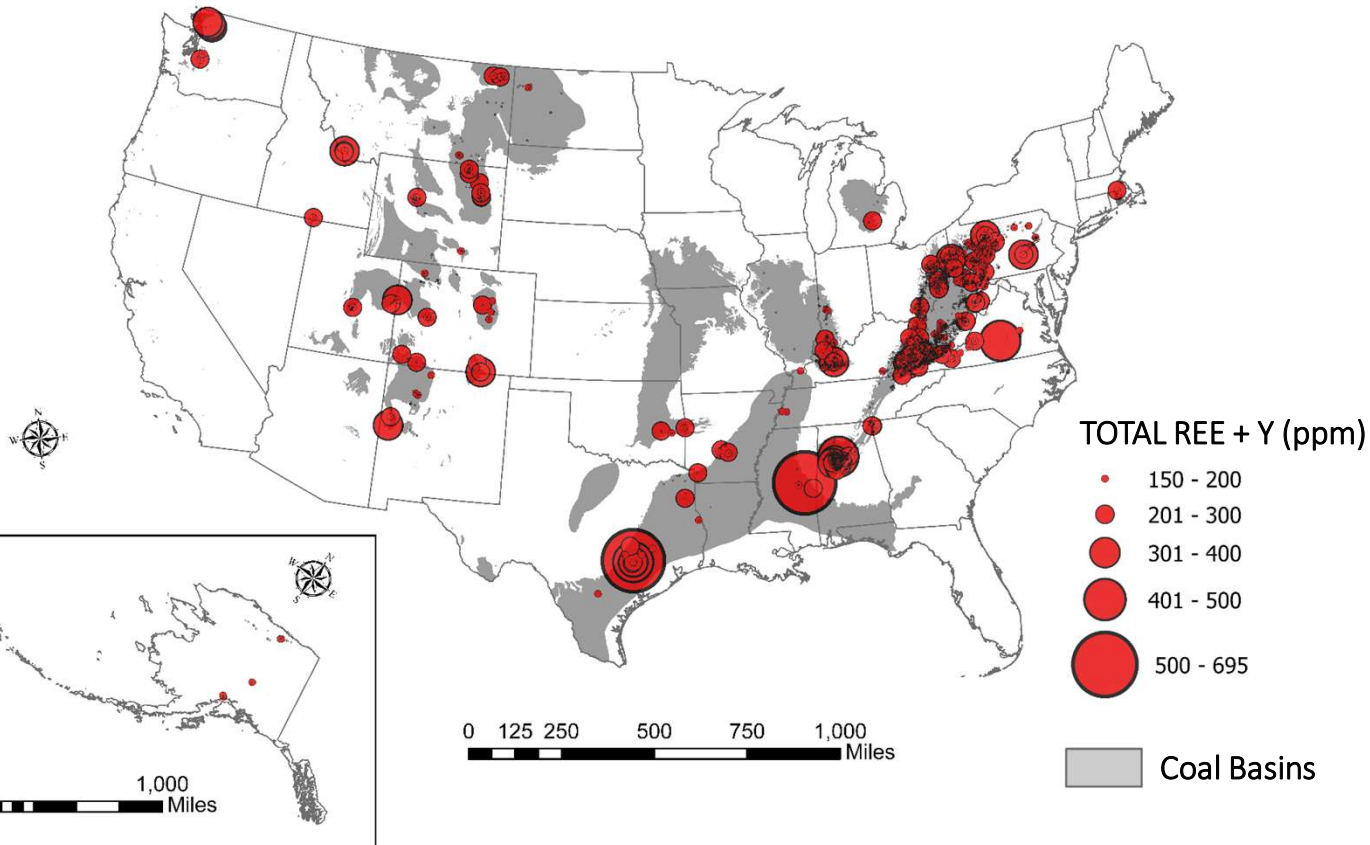 N
W E
S
TOTAL REE + Y (ppm)
150 - 200
201 - 300
301 - 400
401 - 500
500 - 695
Coal Basins
0 125 250 500 750 1,000
Miles
N
W E
S
1,000
Miles